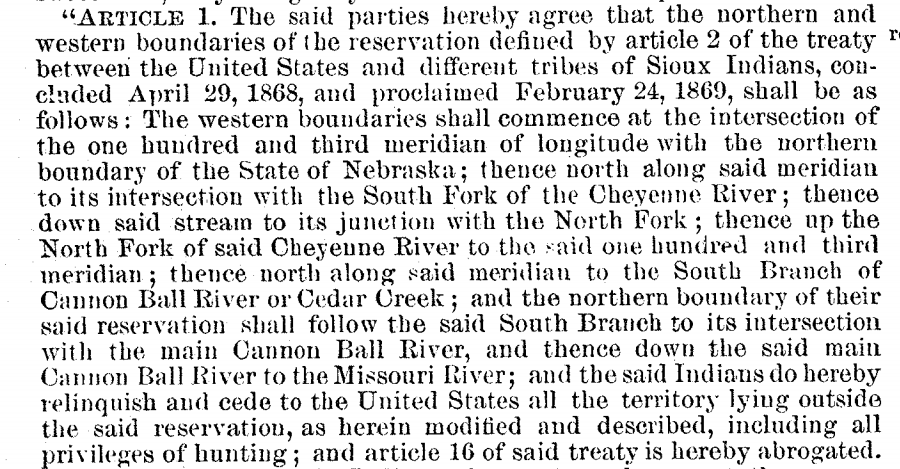 "ARTICLE 1. The said parties hereby agree that the northern and
western boundaries of the reservation defined by article 2 of the treaty
between the United States and different tribes of Sioux Indians, con-
cluded April 29, 1868, and proclaimed February 24, 1869, shall be as
follows: The western boundaries shall commence at the intersection of
the one hundred and third meridian of longitude with the northern
boundary of the State of Nebraska; thence north along said meridian
to its intersection with the South Fork of the Cheyenne River; thence
down said stream to its junction with the North Fork; thence up the
North Fork of said Cheyenne River to the said one hundred and third
meridian; thence north along said meridian to the South Branch of
Cannon Ball River or Cedar Creek; and the northern boundary of their
said reservation shall follow the said South Branch to its intersection
with the main Cannon Ball River, and thence down the said main
Cannon Ball River to the Missouri River; and the said Indians do hereby
relinquish and cede to the United States all the territory lying outside
the said reservation, as herein modified and described, including all
privileges of hunting; and article 16 of said treaty is hereby abrogated.